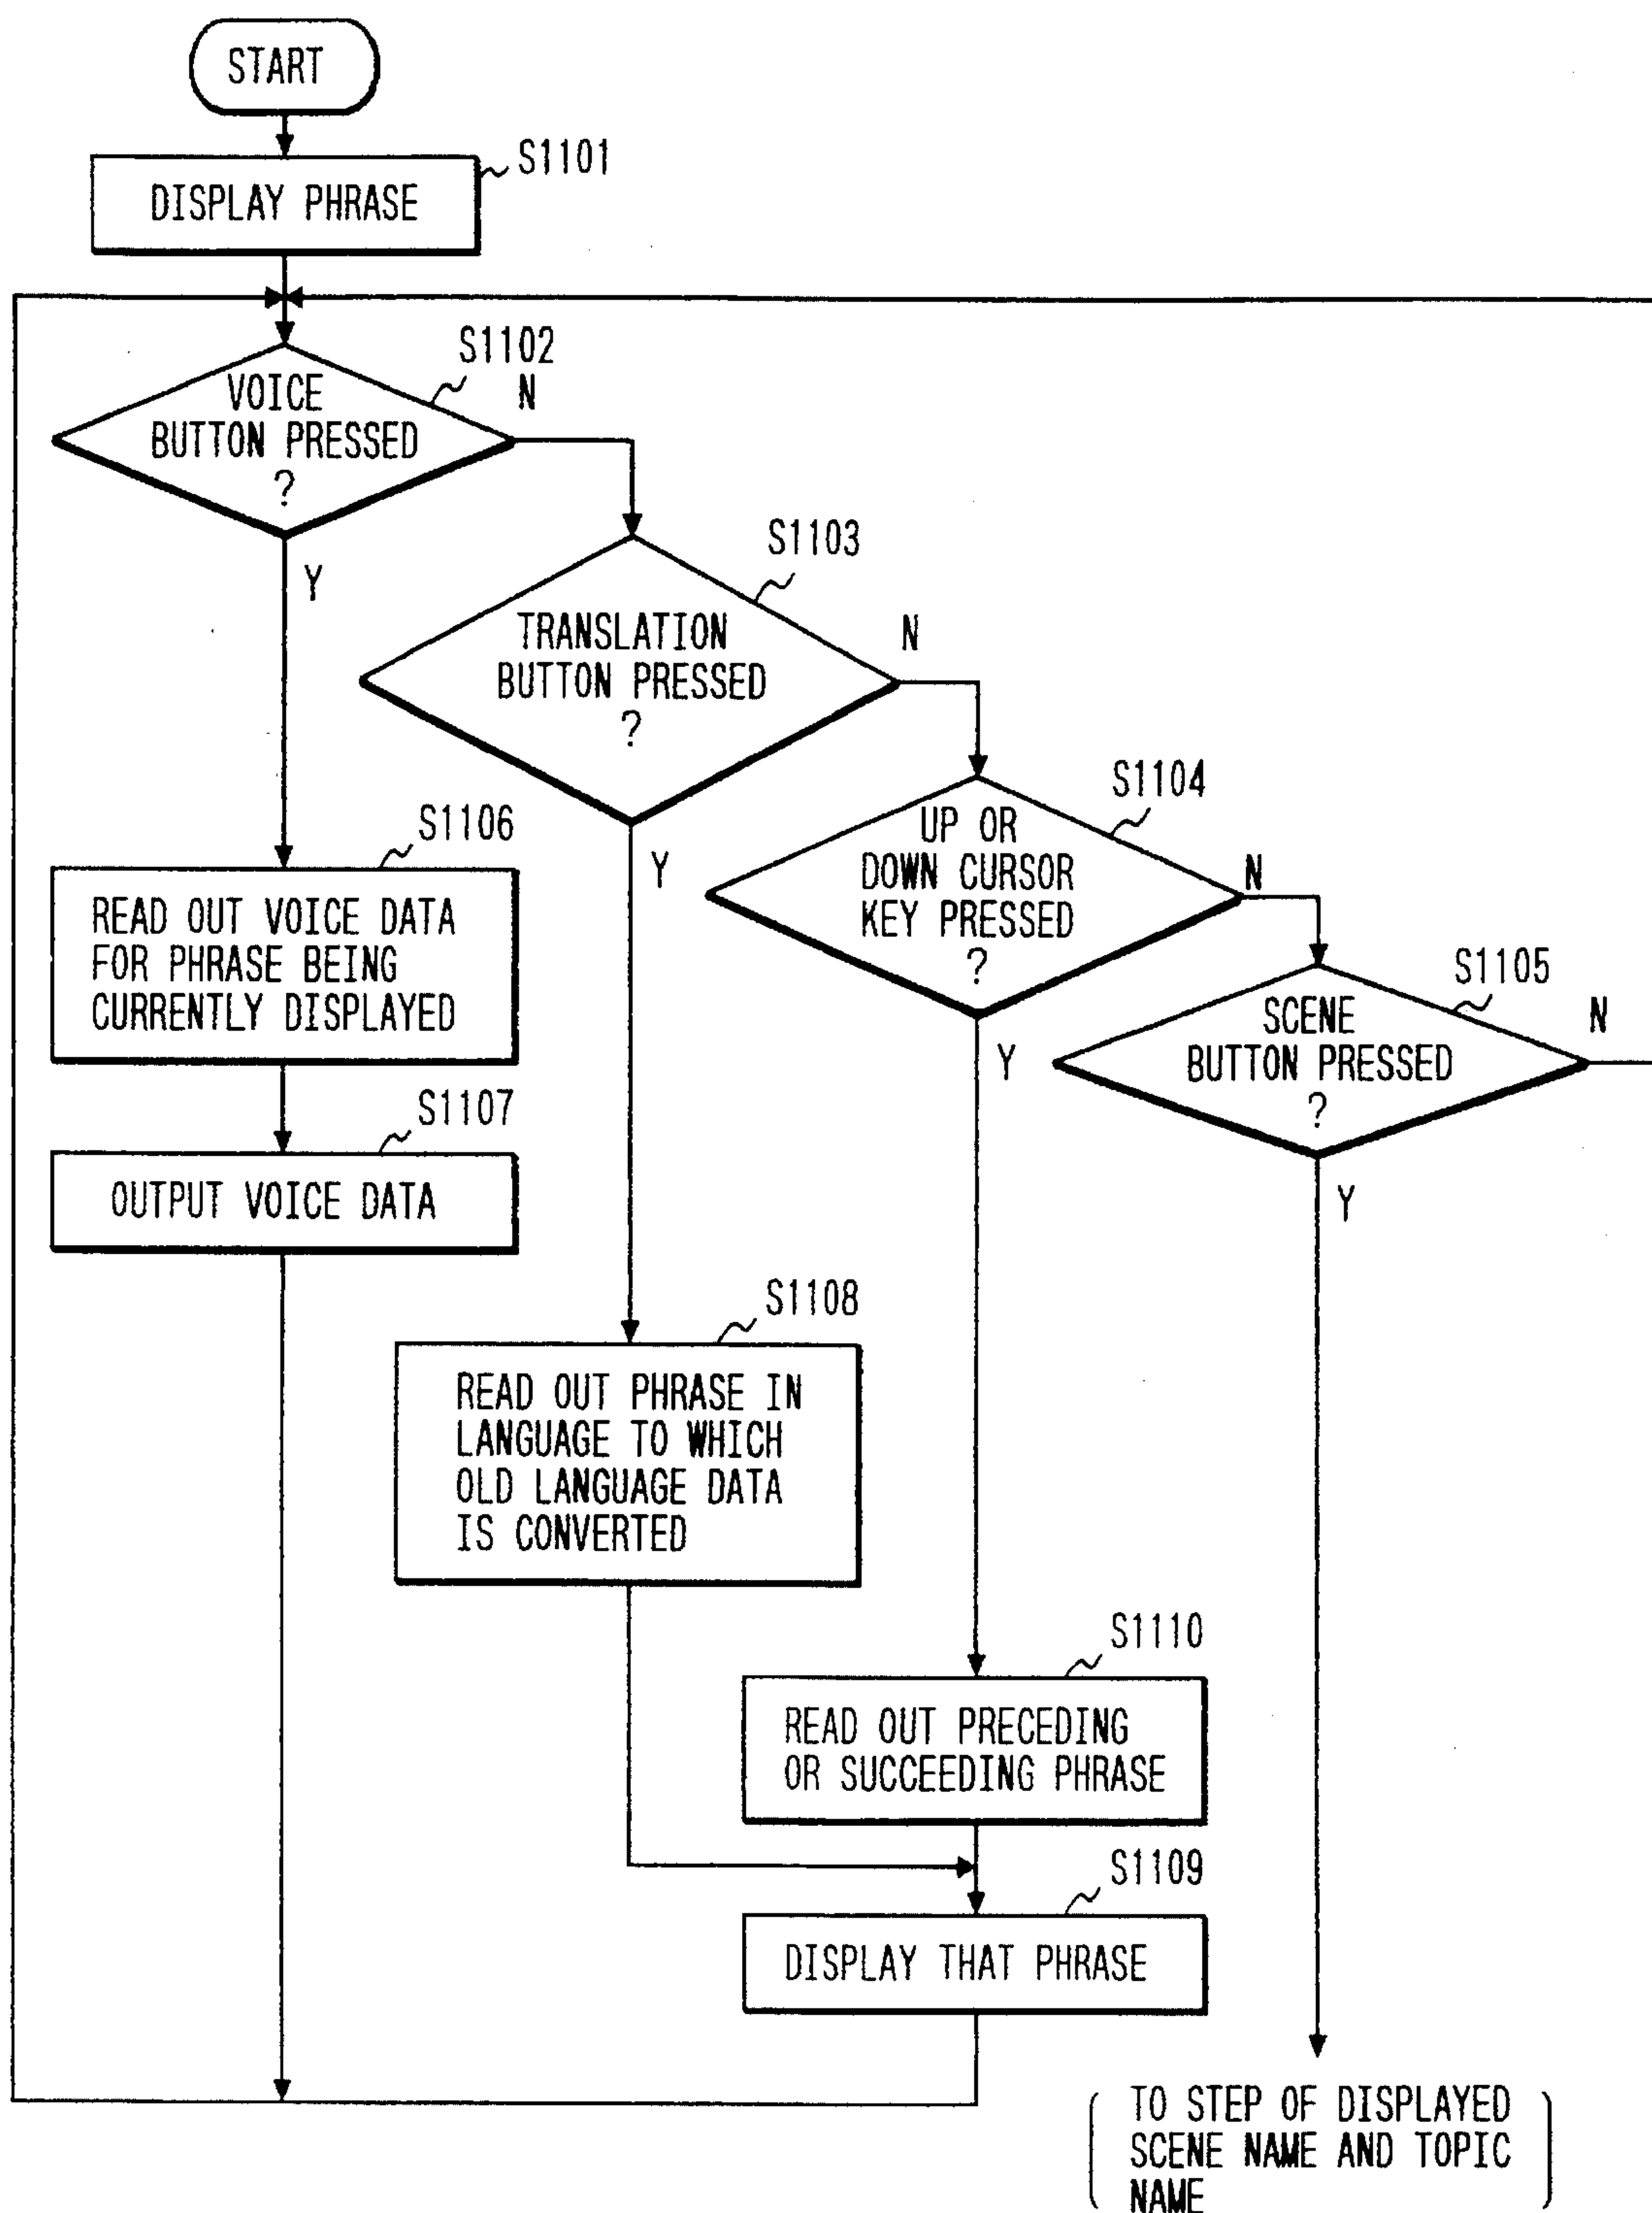 START
S1101
DISPLAY PHRASE
S1102
N
VOICE
BUTTON PRESSED
?
Y
S1103
N
TRANSLATION
BUTTON PRESSED
?
Y
S1104
N
UP OR
DOWN CURSOR
KEY PRESSED
?
Y
S1105
N
SCENE
BUTTON PRESSED
?
Y
S1106
READ OUT VOICE DATA
FOR PHRASE BEING
CURRENTLY DISPLAYED
S1107
OUTPUT VOICE DATA
S1108
READ OUT PHRASE IN
LANGUAGE TO WHICH
OLD LANGUAGE DATA
IS CONVERTED
S1110
READ OUT PRECEDING
OR SUCCEEDING PHRASE
S1109
DISPLAY THAT PHRASE
TO STEP OF DISPLAYED
SCENE NAME AND TOPIC
NAME